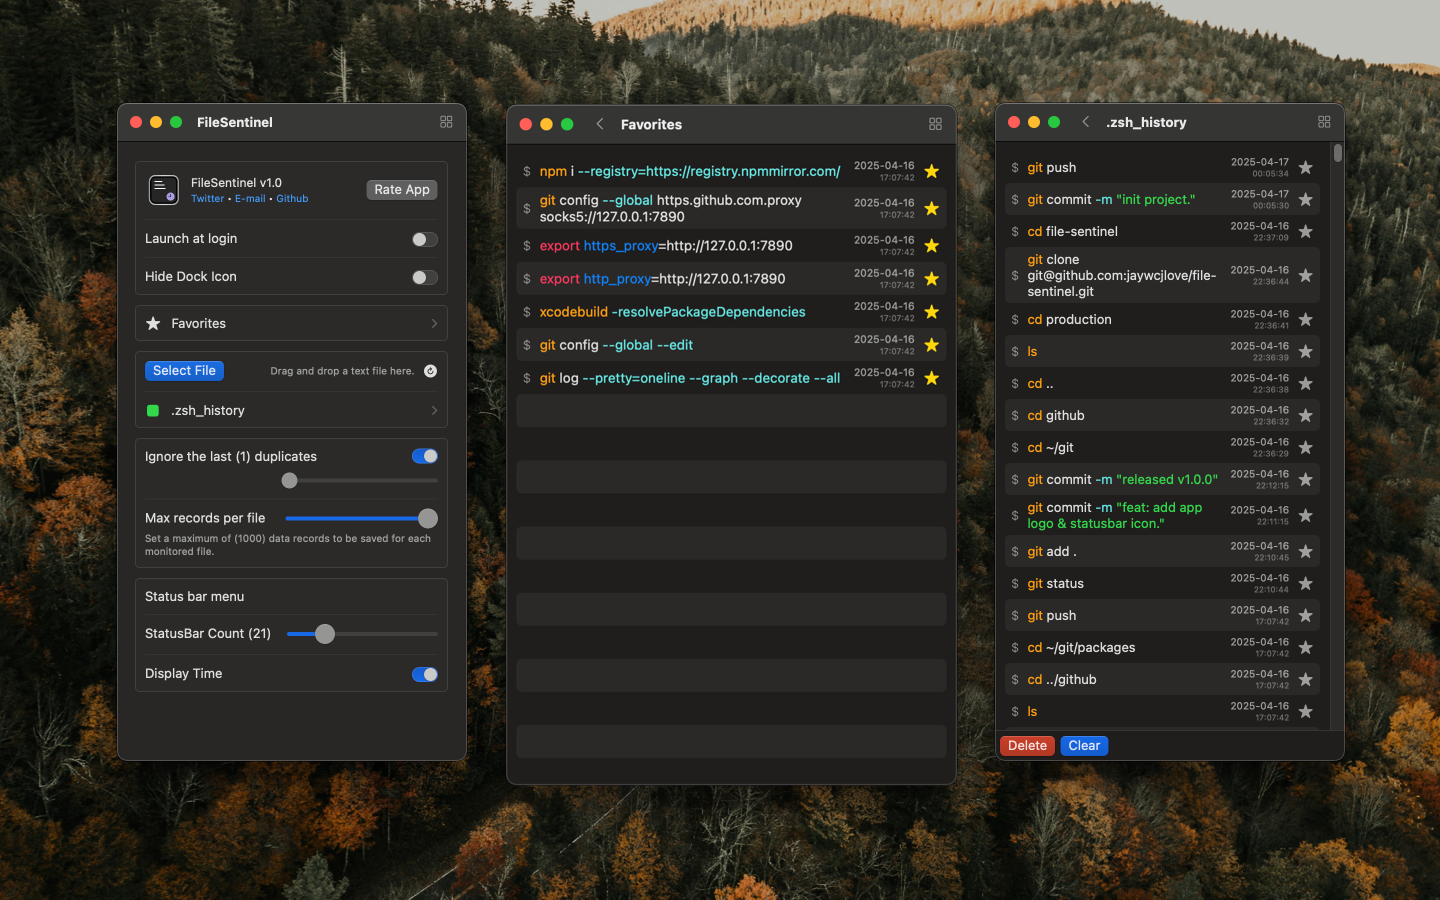 FileSentinel
FileSentinel v1.0
Twitter • E-mail • Github
Rate App
Launch at login
Hide Dock Icon
Favorites
Select File
Drag and drop a text file here.
.zsh_history
Ignore the last (1) duplicates
Max records per file
Set a maximum of (1000) data records to be saved for each
monitored file.
Status bar menu
StatusBar Count (21)
Display Time
Favorites
$ npm i --registry=https://registry.npmmirror.com/
2025-04-16
17:07:42
$ git config --global https.github.com.proxy
socks5://127.0.0.1:7890
2025-04-16
17:07:42
$ export https_proxy=http://127.0.0.1:7890
2025-04-16
17:07:42
$ export http_proxy=http://127.0.0.1:7890
2025-04-16
17:07:42
$ xcodebuild -resolvePackageDependencies
2025-04-16
17:07:42
$ git config --global --edit
2025-04-16
17:07:42
$ git log --pretty=oneline --graph --decorate --all
2025-04-16
17:07:42
.zsh_history
$ git push
2025-04-17
00:05:34
$ git commit -m "init project."
2025-04-17
00:05:30
$ cd file-sentinel
2025-04-16
22:37:09
$ git clone
git@github.com:jaywcjlove/file-
sentinel.git
2025-04-16
22:36:44
$ cd production
2025-04-16
22:36:41
$ ls
2025-04-16
22:36:39
$ cd ..
2025-04-16
22:36:38
$ cd github
2025-04-16
22:36:32
$ cd ~/git
2025-04-16
22:36:29
$ git commit -m "released v1.0.0"
2025-04-16
22:12:15
$ git commit -m "feat: add app
logo & statusbar icon."
2025-04-16
22:11:15
$ git add .
2025-04-16
22:10:45
$ git status
2025-04-16
22:10:44
$ git push
2025-04-16
17:07:42
$ cd ~/git/packages
2025-04-16
17:07:42
$ cd ../github
2025-04-16
17:07:42
$ ls
2025-04-16
17:07:42
Delete
Clear